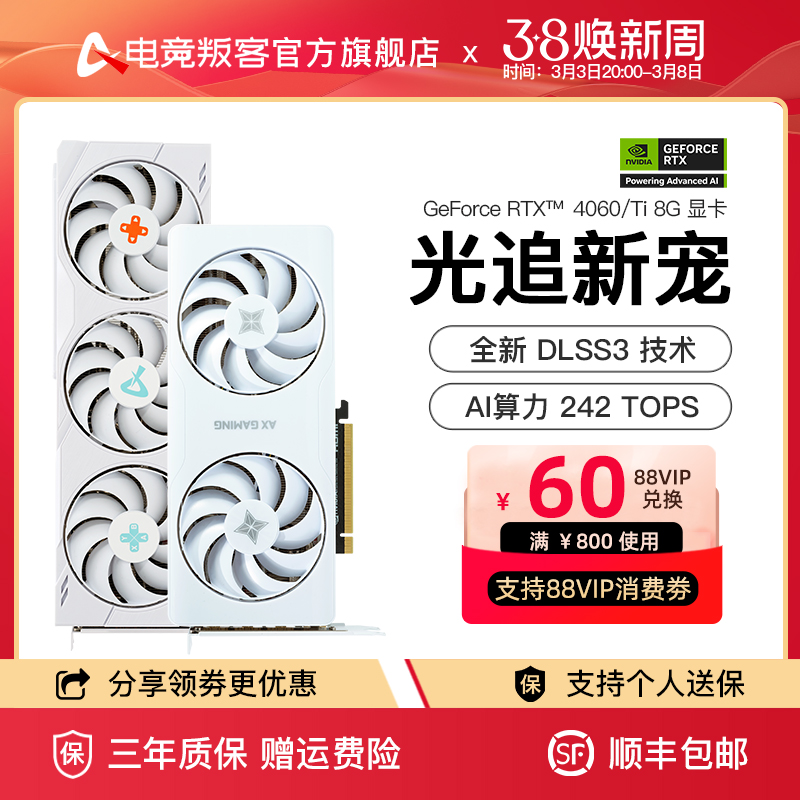 电竞叛客官方旗舰店 x 3.8焕新周
时间：3月3日20:00-3月8日
NVIDIA
GEFORCE
RTX
Powering Advanced AI
GeForce RTX™ 4060/Ti 8G 显卡
光追新宠
全新 DLSS3 技术
AI算力 242 TOPS
AX GAMING
¥ 60 88VIP
兑换
满 ¥800 使用
支持88VIP消费劵
分享领劵更优惠
保 支持个人送保
保 三年质保 赠运费险
SF 顺丰包邮